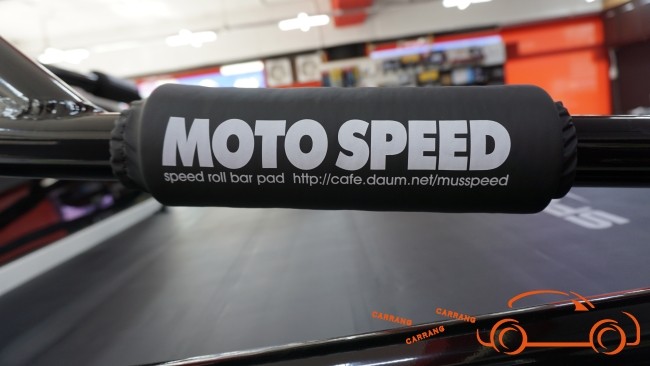 MOTO SPEED
speed roll bar pad http://cafe.daum.net/musspeed
CARRANG
CARRANG
CARRANG